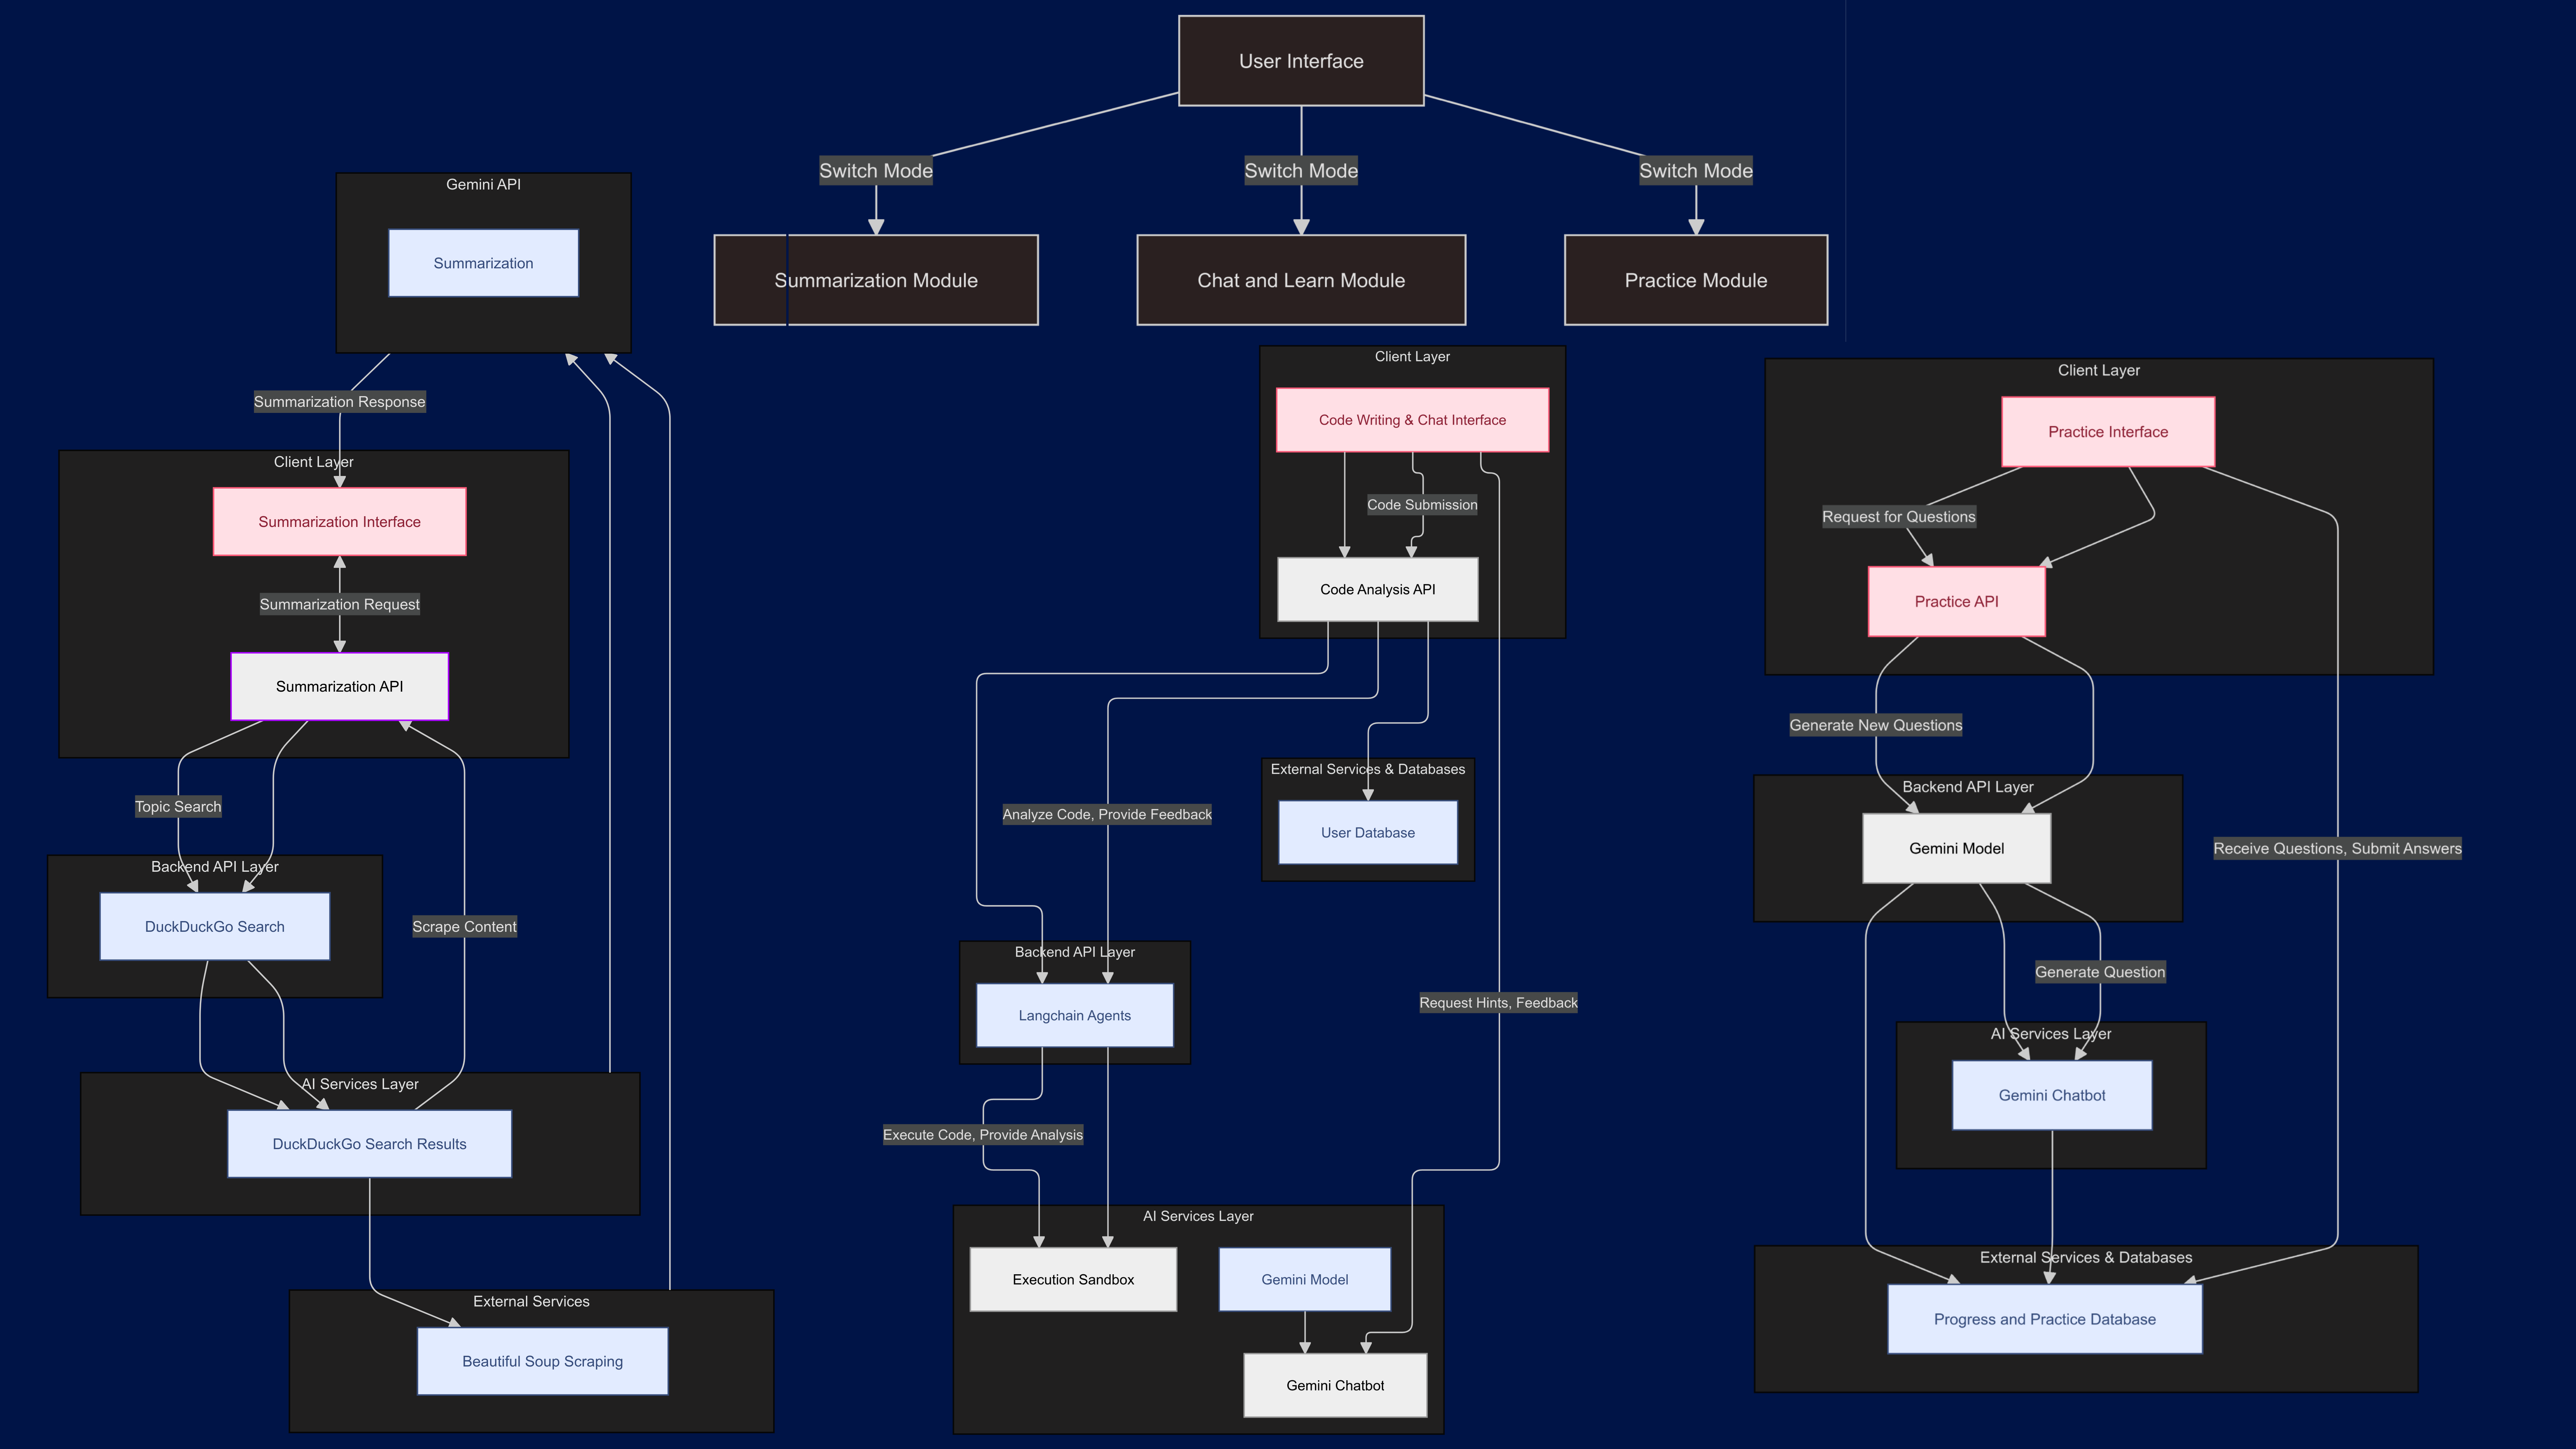 User Interface
Switch Mode
Switch Mode
Switch Mode
Summarization Module
Chat and Learn Module
Practice Module
Gemini API
Summarization
Summarization Response
Client Layer
Summarization Interface
Summarization Request
Summarization API
Topic Search
Backend API Layer
DuckDuckGo Search
Scrape Content
AI Services Layer
DuckDuckGo Search Results
External Services
Beautiful Soup Scraping
Client Layer
Code Writing & Chat Interface
Code Submission
Code Analysis API
External Services & Databases
User Database
Analyze Code, Provide Feedback
Backend API Layer
Langchain Agents
Request Hints, Feedback
Execute Code, Provide Analysis
AI Services Layer
Execution Sandbox
Gemini Model
Gemini Chatbot
Client Layer
Practice Interface
Request for Questions
Practice API
Generate New Questions
Backend API Layer
Gemini Model
Receive Questions, Submit Answers
Generate Question
AI Services Layer
Gemini Chatbot
External Services & Databases
Progress and Practice Database